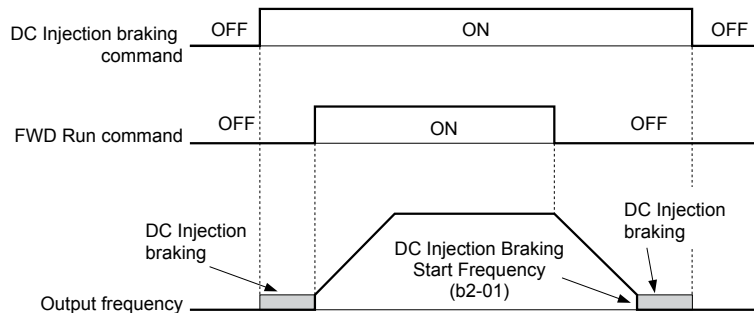 DC Injection braking
command
OFF
ON
OFF
FWD Run command
OFF
ON
OFF
DC Injection
braking
DC Injection Braking
Start Frequency
(b2-01)
DC Injection
braking
Output frequency